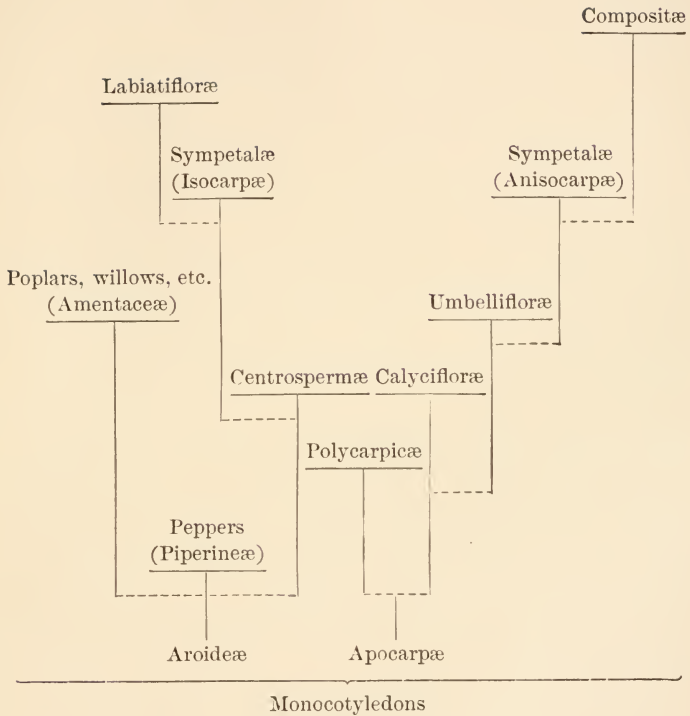 Compositæ
Labiatifloræ
Sympetalæ
(Isocarpæ)
Sympetalæ
(Anisocarpæ)
Poplars, willows, etc.
(Amentaceæ)
Umbellifloræ
Centrospermæ
Calycifloræ
Polycarpicæ
Peppers
(Piperineæ)
Aroideæ
Apocarpæ
Monocotyledons